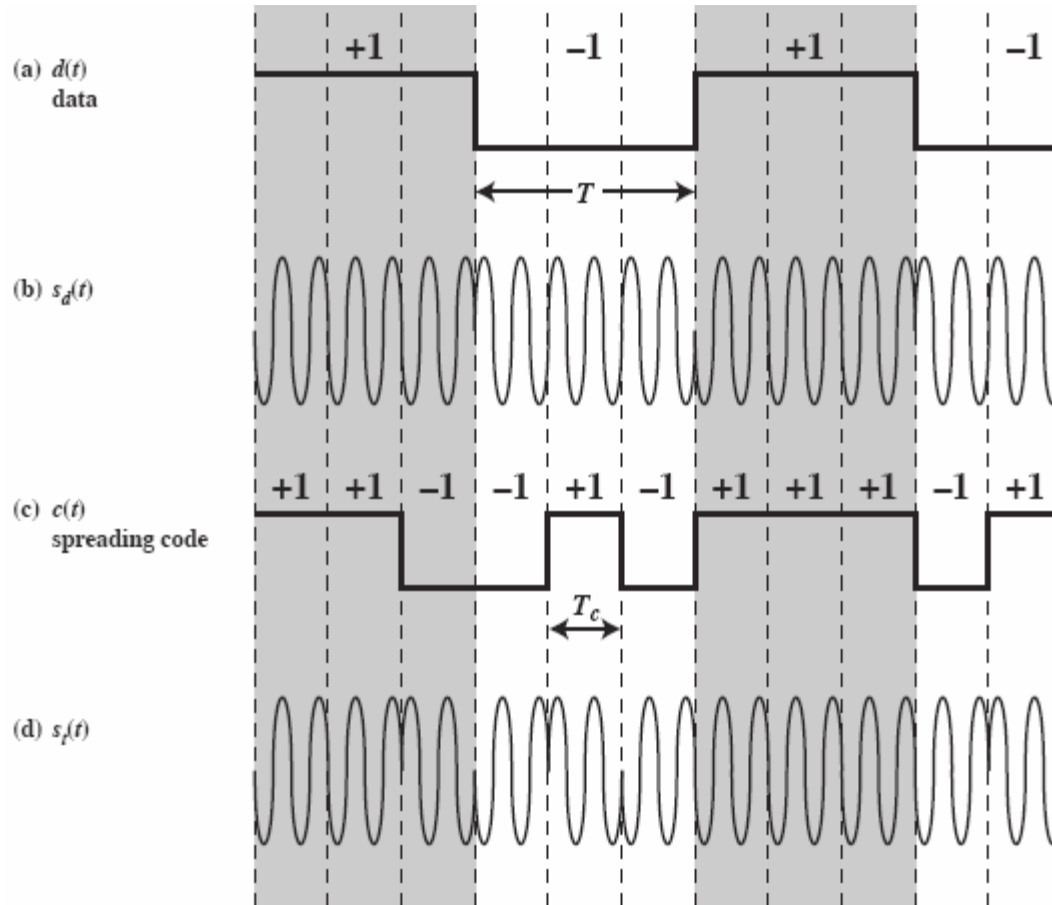 +1 −1 +1 −1
(a) d(t)
data
T
(b) s_d(t)
+1 +1 −1 −1 +1 −1 +1 +1 +1 −1 +1
(c) c(t)
spreading code
T_c
(d) s_t(t)